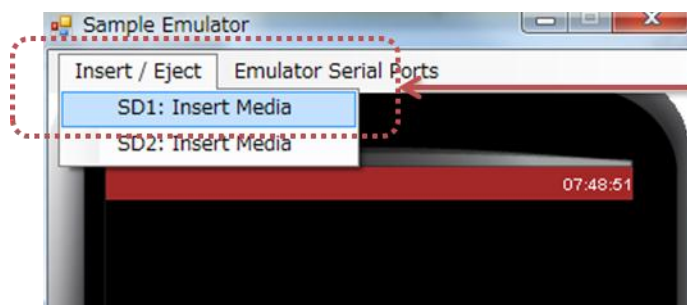 Sample Emulator
Insert / Eject Emulator Serial Ports
SD1: Insert Media
SD2: Insert Media
07:48:51